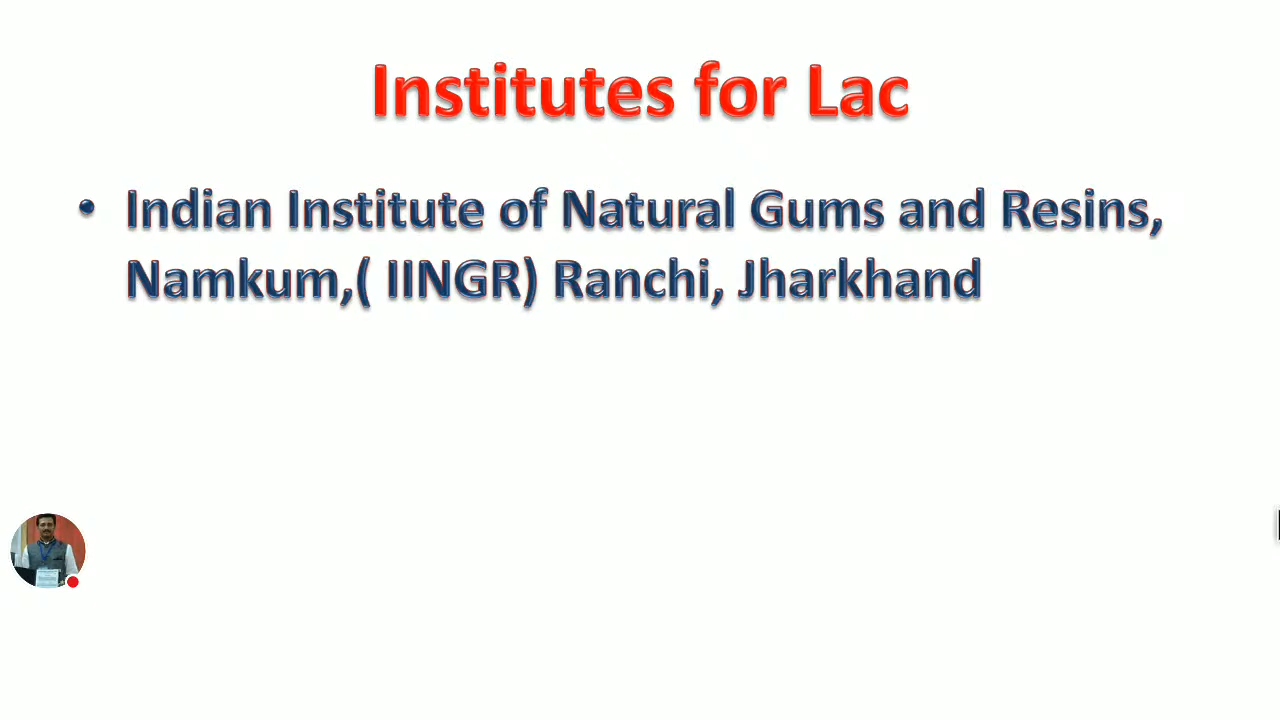 Institutes for Lac
• Indian Institute of Natural Gums and Resins,
Namkum,( IINGR) Ranchi, Jharkhand